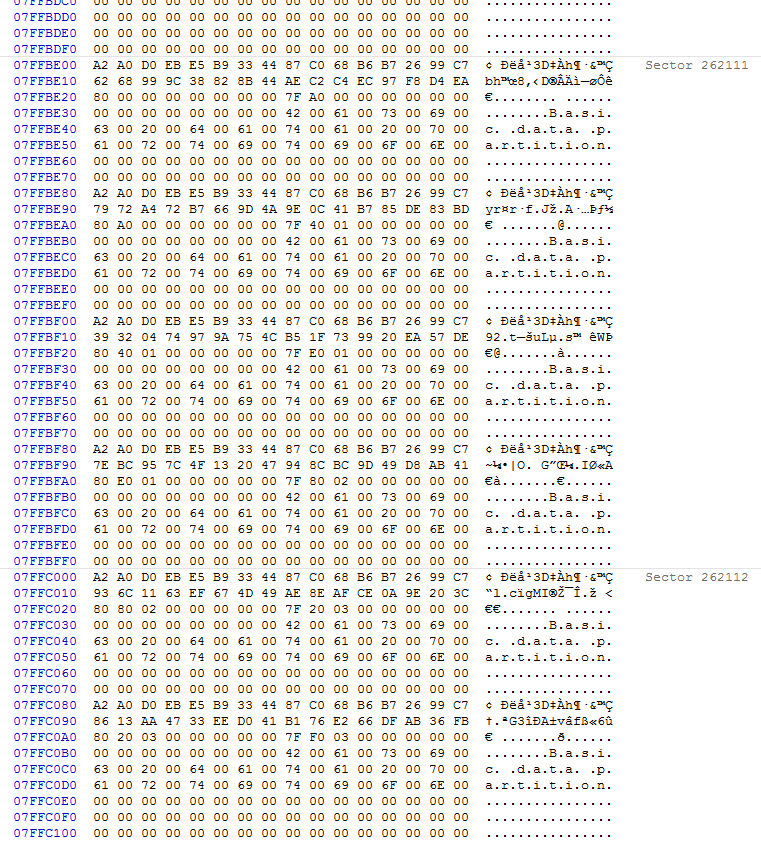 07FFBDC0 00 00 00 00 00 00 00 00 00 00 00 00 00 00 00 00 ................
07FFBDD0 00 00 00 00 00 00 00 00 00 00 00 00 00 00 00 00 ................
07FFBDE0 00 00 00 00 00 00 00 00 00 00 00 00 00 00 00 00 ................
07FFBDF0 00 00 00 00 00 00 00 00 00 00 00 00 00 00 00 00 ................
07FFBE00 A2 A0 D0 EB E5 B9 33 44 87 C0 68 B6 B7 26 99 C7 ¢ Ðëå¹3D‡Àh¶·&™Ç Sector 262111
07FFBE10 62 68 99 9C 38 82 8B 44 AE C2 C4 EC 97 F8 D4 EA bh™œ8‚‹D®ÂÄì—øÔê
07FFBE20 80 00 00 00 00 00 00 00 7F A0 00 00 00 00 00 00 €....... ......
07FFBE30 00 00 00 00 00 00 00 00 42 00 61 00 73 00 69 00 ........B.a.s.i.
07FFBE40 63 00 20 00 64 00 61 00 74 00 61 00 20 00 70 00 c. .d.a.t.a. .p.
07FFBE50 61 00 72 00 74 00 69 00 74 00 69 00 6F 00 6E 00 a.r.t.i.t.i.o.n.
07FFBE60 00 00 00 00 00 00 00 00 00 00 00 00 00 00 00 00 ................
07FFBE70 00 00 00 00 00 00 00 00 00 00 00 00 00 00 00 00 ................
07FFBE80 A2 A0 D0 EB E5 B9 33 44 87 C0 68 B6 B7 26 99 C7 ¢ Ðëå¹3D‡Àh¶·&™Ç
07FFBE90 79 72 A4 72 B7 66 9D 4A 9E 0C 41 B7 85 DE 83 BD yr¤r·f.Jž.A·…Þƒ½
07FFBEA0 80 A0 00 00 00 00 00 00 7F 40 01 00 00 00 00 00 € .......@......
07FFBEB0 00 00 00 00 00 00 00 00 42 00 61 00 73 00 69 00 ........B.a.s.i.
07FFBEC0 63 00 20 00 64 00 61 00 74 00 61 00 20 00 70 00 c. .d.a.t.a. .p.
07FFBED0 61 00 72 00 74 00 69 00 74 00 69 00 6F 00 6E 00 a.r.t.i.t.i.o.n.
07FFBEE0 00 00 00 00 00 00 00 00 00 00 00 00 00 00 00 00 ................
07FFBEF0 00 00 00 00 00 00 00 00 00 00 00 00 00 00 00 00 ................
07FFBF00 A2 A0 D0 EB E5 B9 33 44 87 C0 68 B6 B7 26 99 C7 ¢ Ðëå¹3D‡Àh¶·&™Ç
07FFBF10 39 32 04 74 97 9A 75 4C B5 1F 73 99 20 EA 57 DE 92.t—šuLµ.s™ êWÞ
07FFBF20 80 40 01 00 00 00 00 00 7F E0 01 00 00 00 00 00 €@.......à......
07FFBF30 00 00 00 00 00 00 00 00 42 00 61 00 73 00 69 00 ........B.a.s.i.
07FFBF40 63 00 20 00 64 00 61 00 74 00 61 00 20 00 70 00 c. .d.a.t.a. .p.
07FFBF50 61 00 72 00 74 00 69 00 74 00 69 00 6F 00 6E 00 a.r.t.i.t.i.o.n.
07FFBF60 00 00 00 00 00 00 00 00 00 00 00 00 00 00 00 00 ................
07FFBF70 00 00 00 00 00 00 00 00 00 00 00 00 00 00 00 00 ................
07FFBF80 A2 A0 D0 EB E5 B9 33 44 87 C0 68 B6 B7 26 99 C7 ¢ Ðëå¹3D‡Àh¶·&™Ç
07FFBF90 7E BC 95 7C 4F 13 20 47 94 8C BC 9D 49 D8 AB 41 ~¼•|O. G”Œ¼.IØ«A
07FFBFA0 80 E0 01 00 00 00 00 00 7F 80 02 00 00 00 00 00 €à.......€......
07FFBFB0 00 00 00 00 00 00 00 00 42 00 61 00 73 00 69 00 ........B.a.s.i.
07FFBFC0 63 00 20 00 64 00 61 00 74 00 61 00 20 00 70 00 c. .d.a.t.a. .p.
07FFBFD0 61 00 72 00 74 00 69 00 74 00 69 00 6F 00 6E 00 a.r.t.i.t.i.o.n.
07FFBFE0 00 00 00 00 00 00 00 00 00 00 00 00 00 00 00 00 ................
07FFBFF0 00 00 00 00 00 00 00 00 00 00 00 00 00 00 00 00 ................
07FFC000 A2 A0 D0 EB E5 B9 33 44 87 C0 68 B6 B7 26 99 C7 ¢ Ðëå¹3D‡Àh¶·&™Ç Sector 262112
07FFC010 93 6C 11 63 EF 67 4D 49 AE 8E AF CE 0A 9E 20 3C “l.cïgMI®Ž¯Î.ž <
07FFC020 80 80 02 00 00 00 00 00 7F 20 03 00 00 00 00 00 €€....... ......
07FFC030 00 00 00 00 00 00 00 00 42 00 61 00 73 00 69 00 ........B.a.s.i.
07FFC040 63 00 20 00 64 00 61 00 74 00 61 00 20 00 70 00 c. .d.a.t.a. .p.
07FFC050 61 00 72 00 74 00 69 00 74 00 69 00 6F 00 6E 00 a.r.t.i.t.i.o.n.
07FFC060 00 00 00 00 00 00 00 00 00 00 00 00 00 00 00 00 ................
07FFC070 00 00 00 00 00 00 00 00 00 00 00 00 00 00 00 00 ................
07FFC080 A2 A0 D0 EB E5 B9 33 44 87 C0 68 B6 B7 26 99 C7 ¢ Ðëå¹3D‡Àh¶·&™Ç
07FFC090 86 13 AA 47 33 EE D0 41 B1 76 E2 66 DF AB 36 FB †.ªG3îÐA±vâfß«6û
07FFC0A0 80 20 03 00 00 00 00 00 7F F0 03 00 00 00 00 00 € .......ð......
07FFC0B0 00 00 00 00 00 00 00 00 42 00 61 00 73 00 69 00 ........B.a.s.i.
07FFC0C0 63 00 20 00 64 00 61 00 74 00 61 00 20 00 70 00 c. .d.a.t.a. .p.
07FFC0D0 61 00 72 00 74 00 69 00 74 00 69 00 6F 00 6E 00 a.r.t.i.t.i.o.n.
07FFC0E0 00 00 00 00 00 00 00 00 00 00 00 00 00 00 00 00 ................
07FFC0F0 00 00 00 00 00 00 00 00 00 00 00 00 00 00 00 00 ................
07FFC100 00 00 00 00 00 00 00 00 00 00 00 00 00 00 00 00 ................